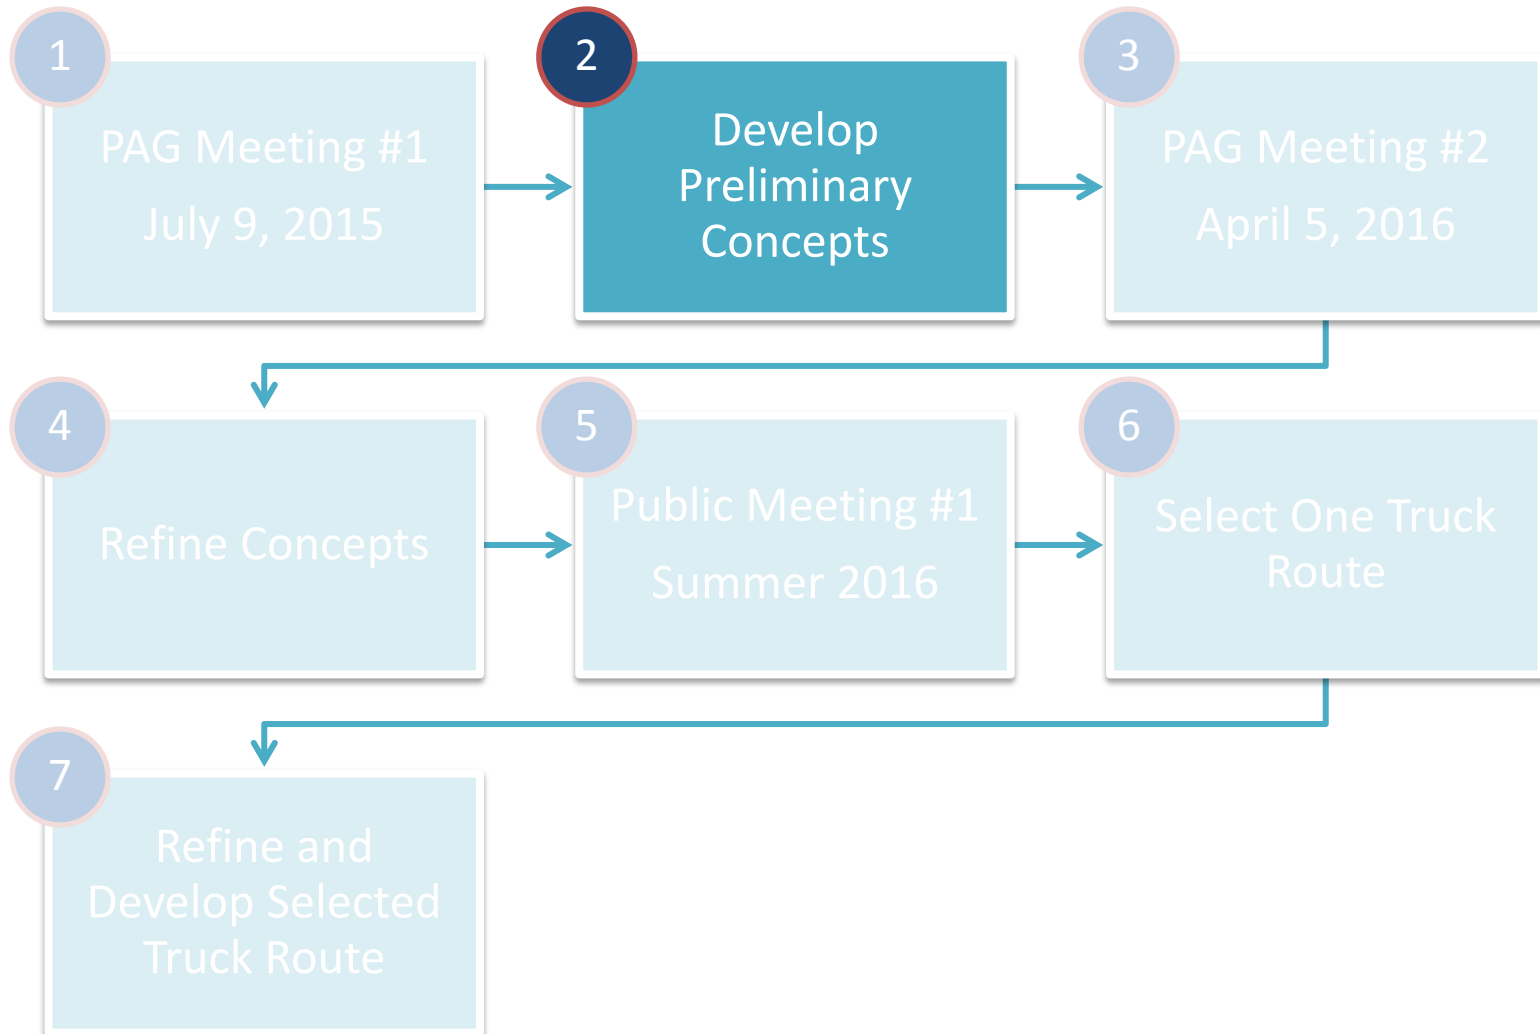 1
PAG Meeting #1
July 9, 2015
2
Develop
Preliminary
Concepts
3
PAG Meeting #2
April 5, 2016
4
Refine Concepts
5
Public Meeting #1
Summer 2016
6
Select One Truck
Route
7
Refine and
Develop Selected
Truck Route